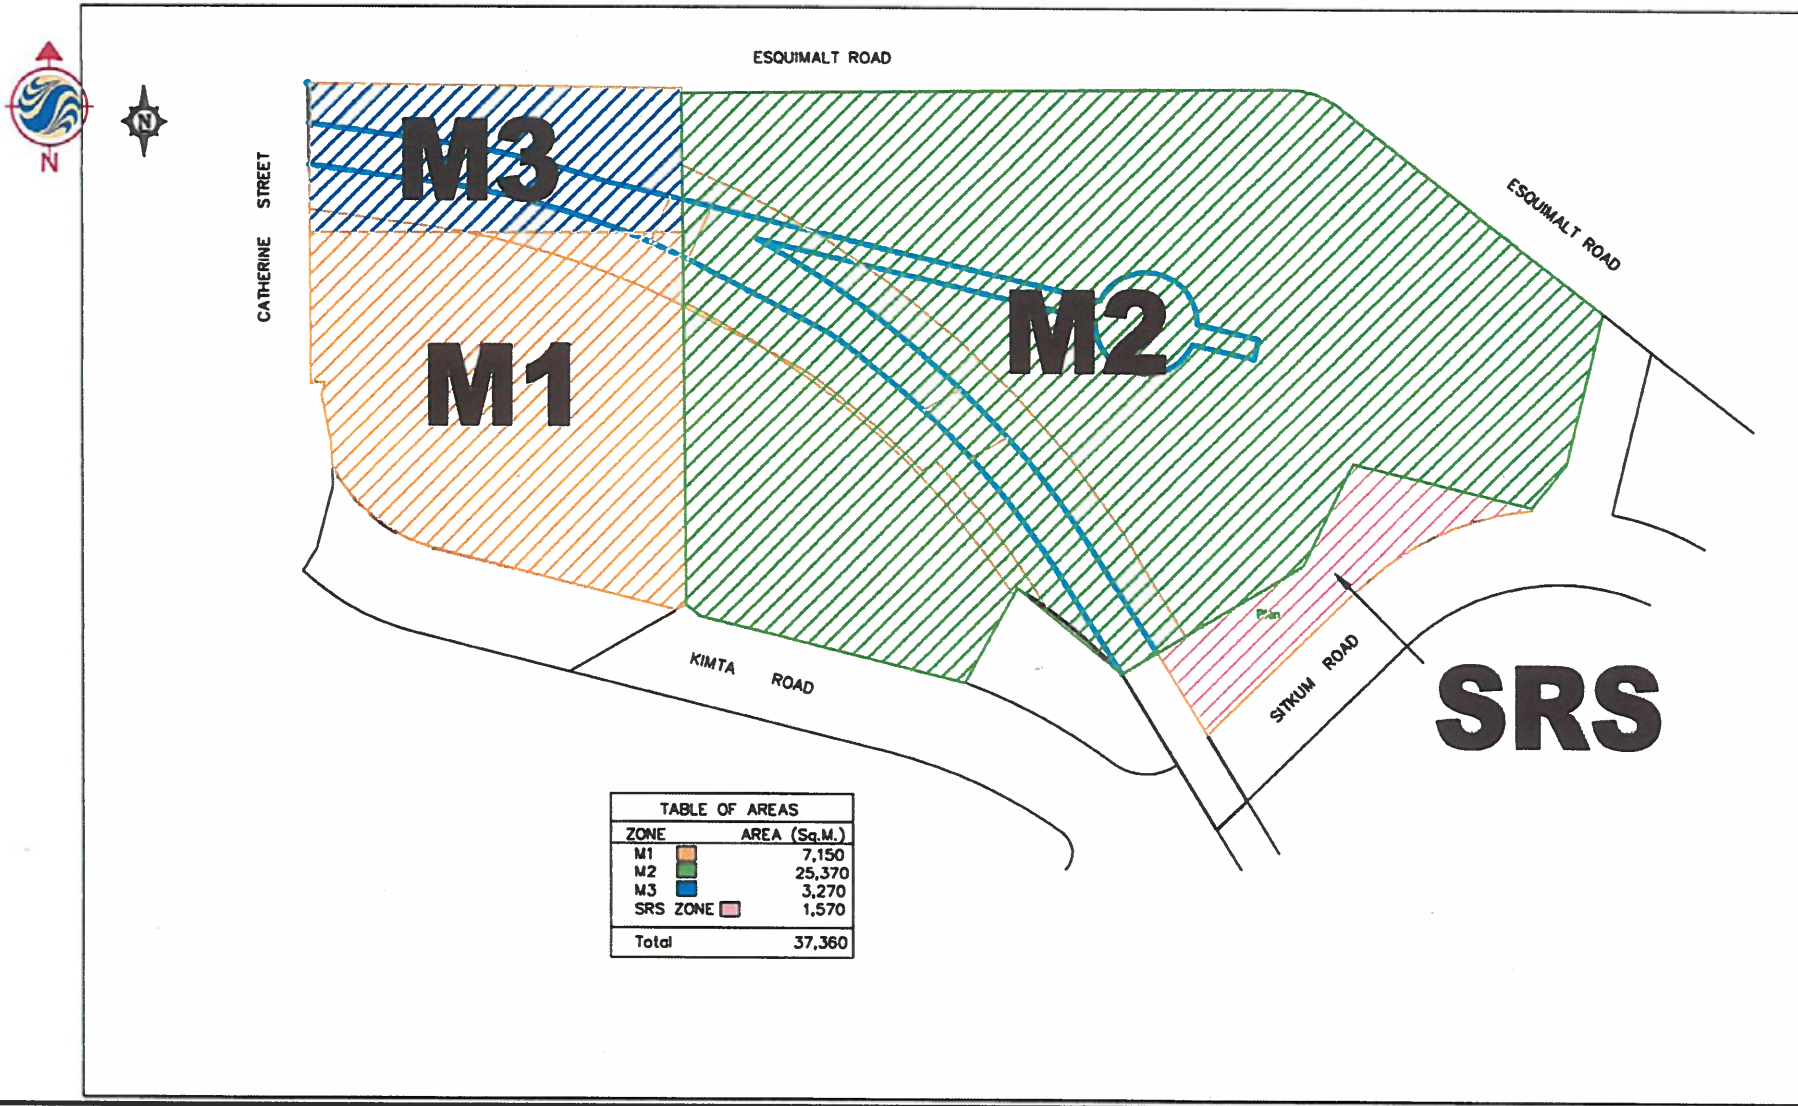 ESQUIMALT ROAD
N
N
CATHERINE STREET
M3
ESQUIMALT ROAD
M2
M1
KIMTA ROAD
SITKUM ROAD
SRS
TABLE OF AREAS
ZONE AREA (Sq.M.)
M1 7,150
M2 25,370
M3 3,270
SRS ZONE 1,570
Total 37,360